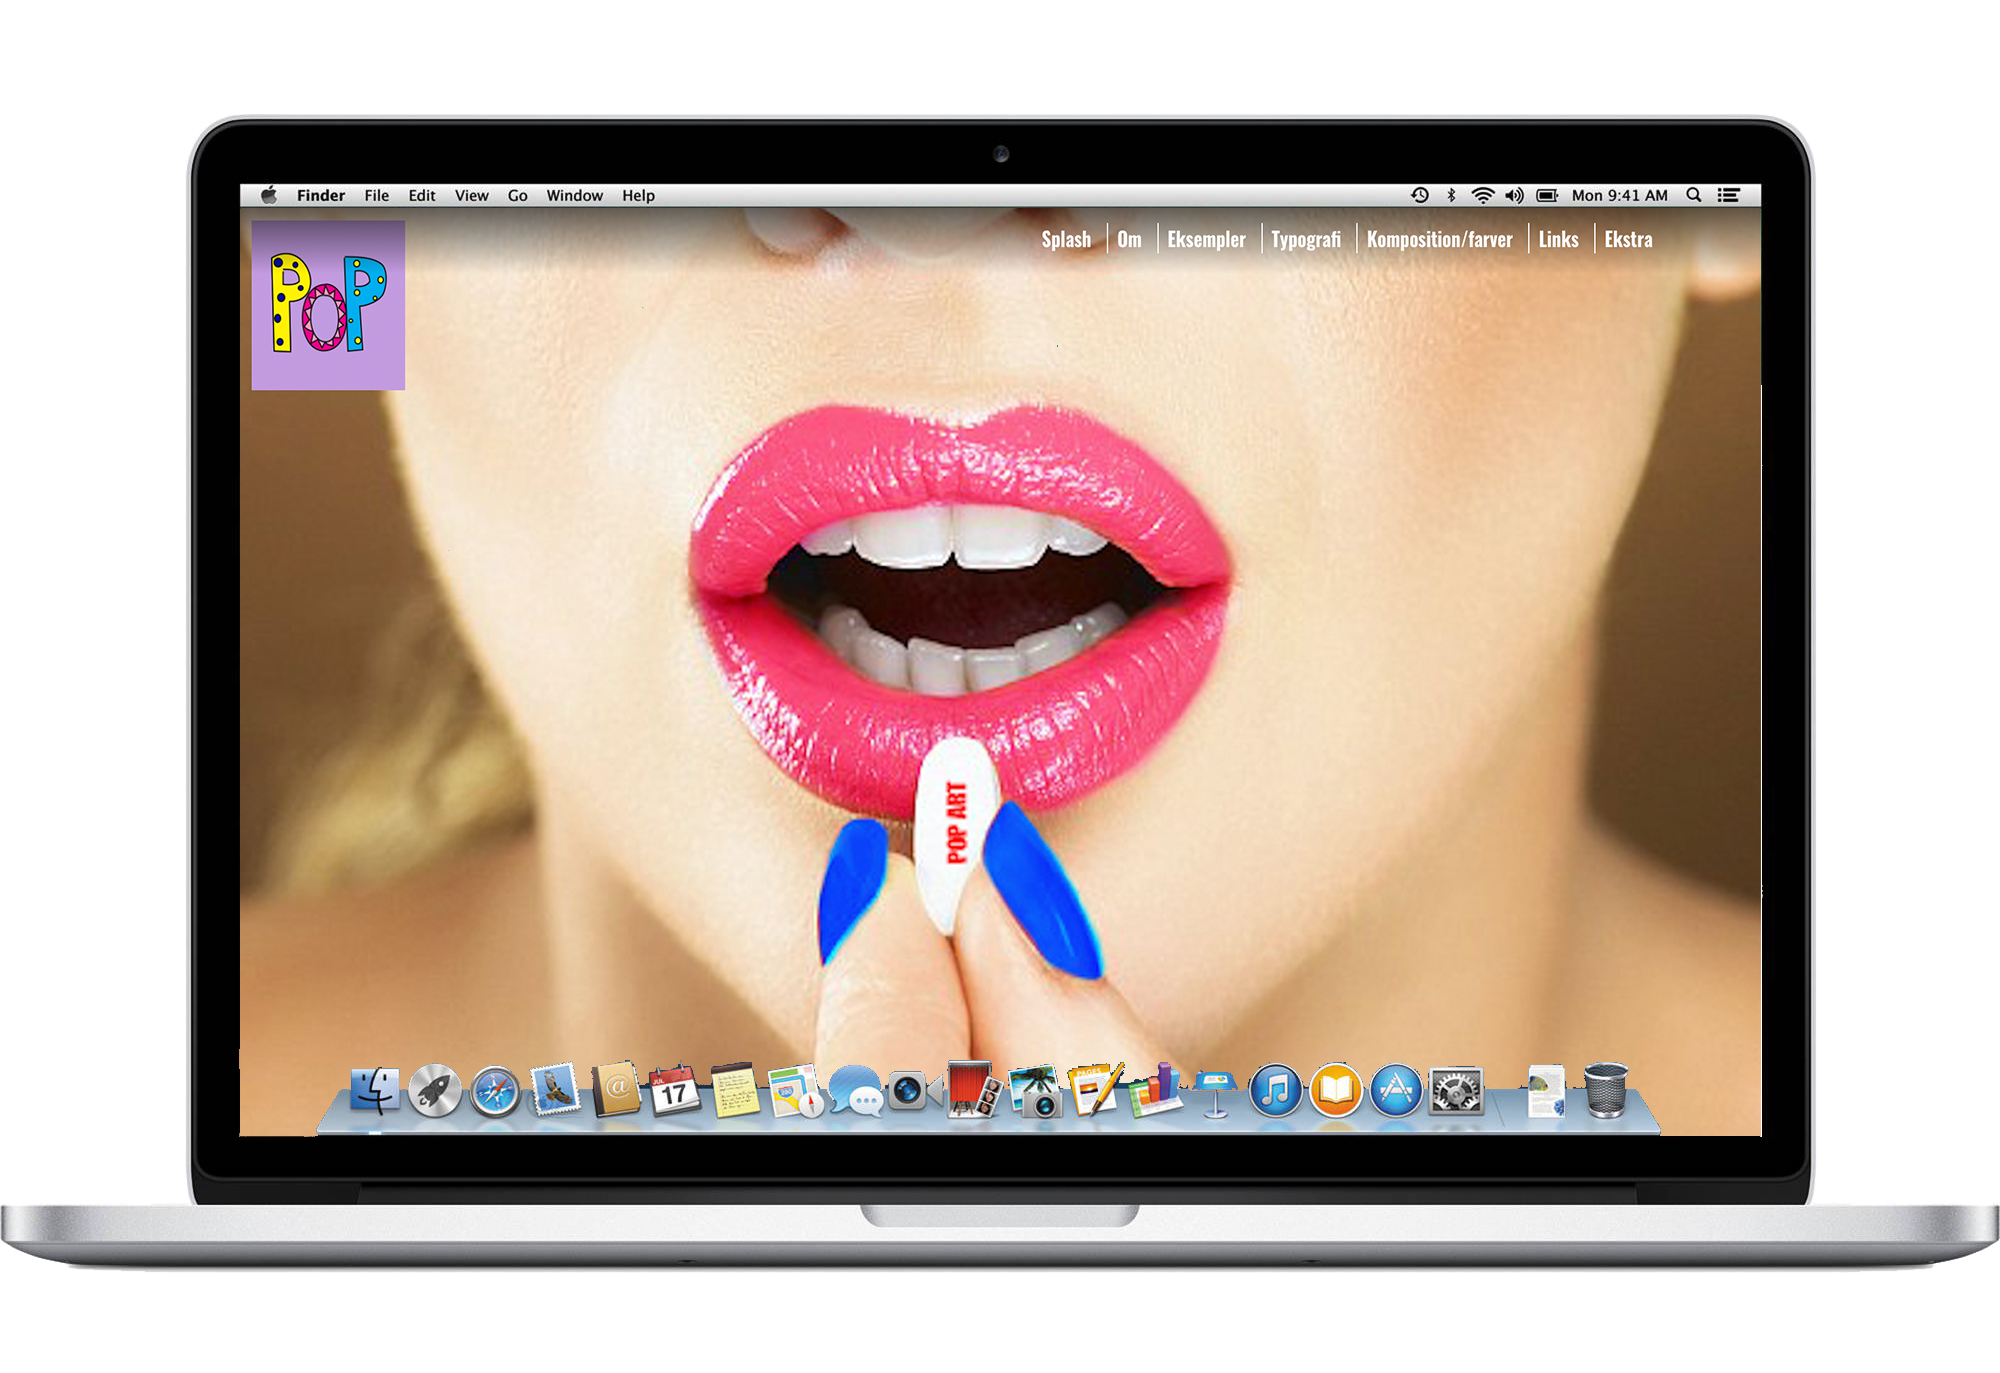 Finder File Edit View Go Window Help Mon 9:41 AM
Splash Om Eksempler Typografi Komposition/farver Links Ekstra
PoP
POP ART
JUL
17
PAGES